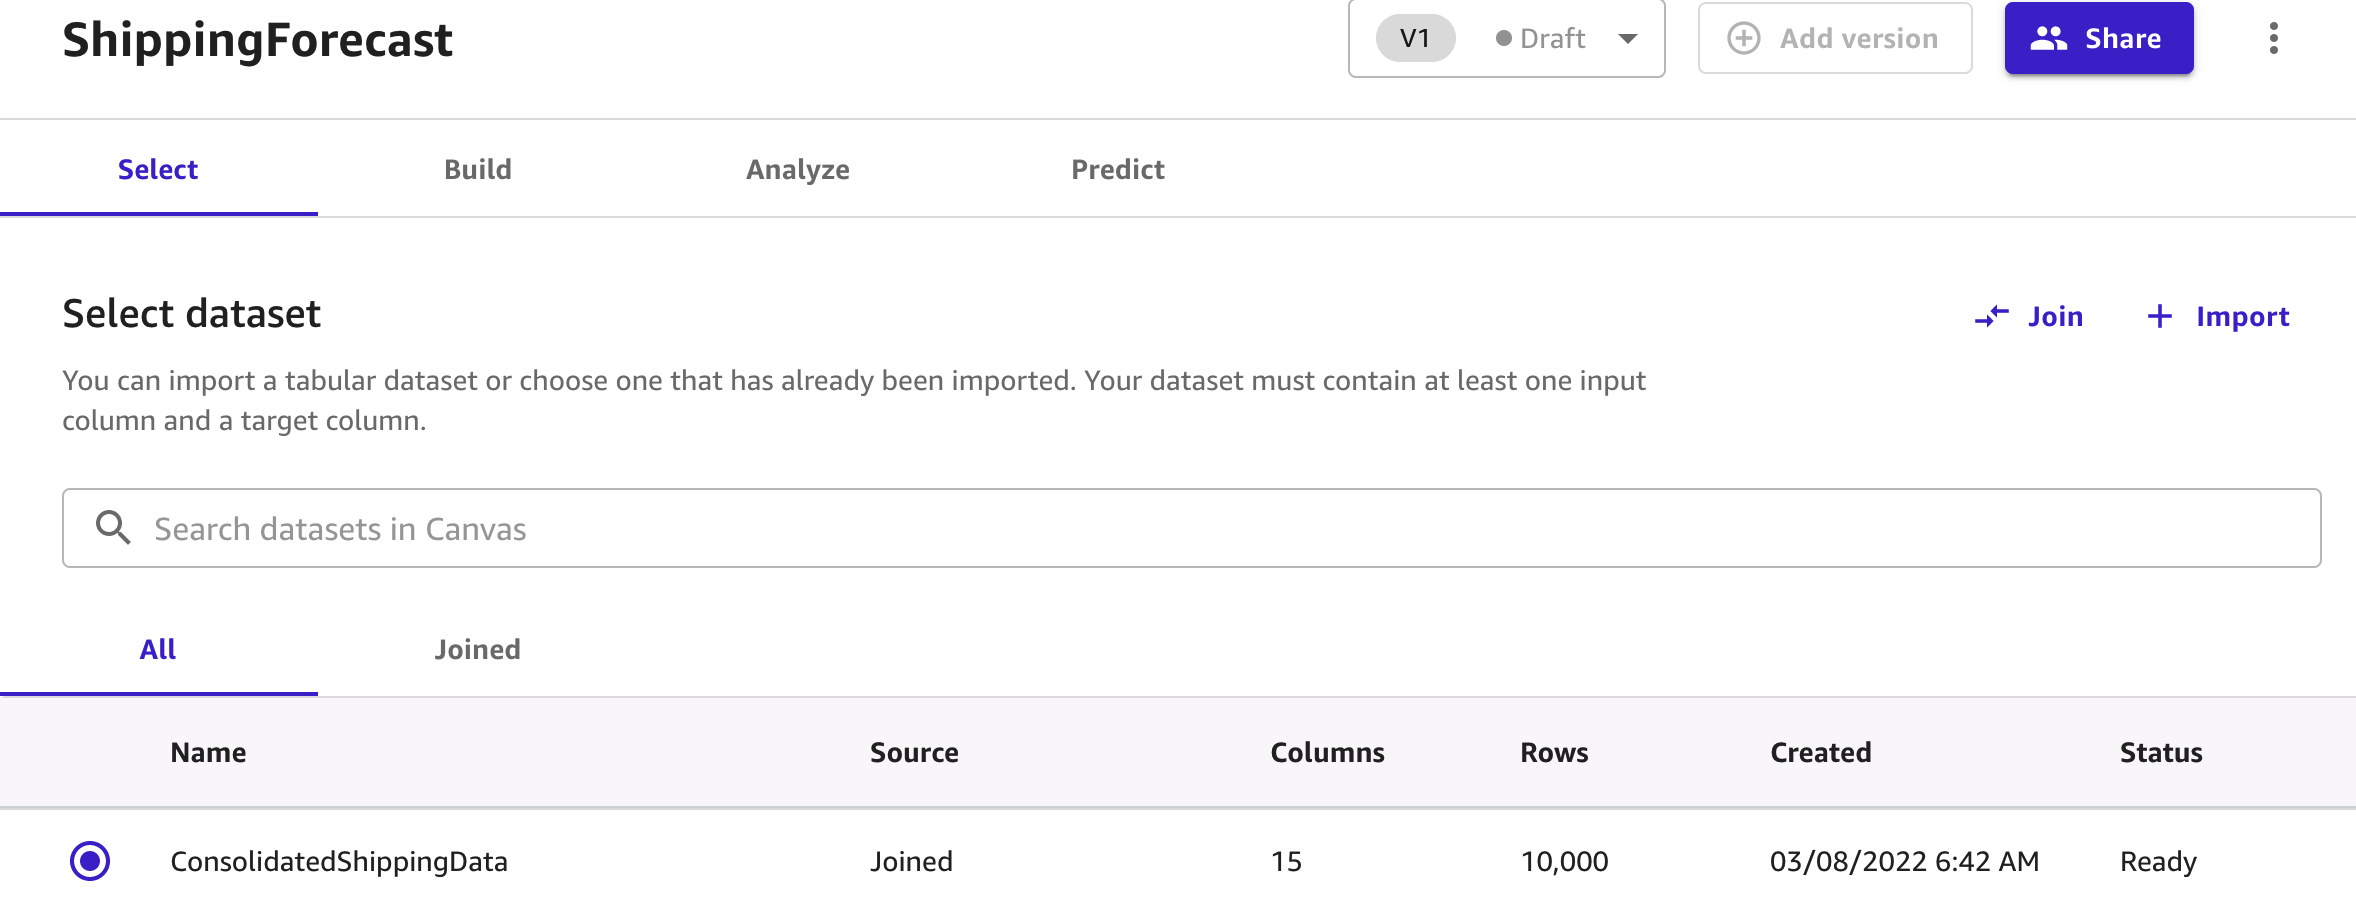 ShippingForecast
V1 Draft Add version Share
Select Build Analyze Predict
Select dataset
Join Import
You can import a tabular dataset or choose one that has already been imported. Your dataset must contain at least one input
column and a target column.
Search datasets in Canvas
All Joined
Name Source Columns Rows Created Status
ConsolidatedShippingData Joined 15 10,000 03/08/2022 6:42 AM Ready